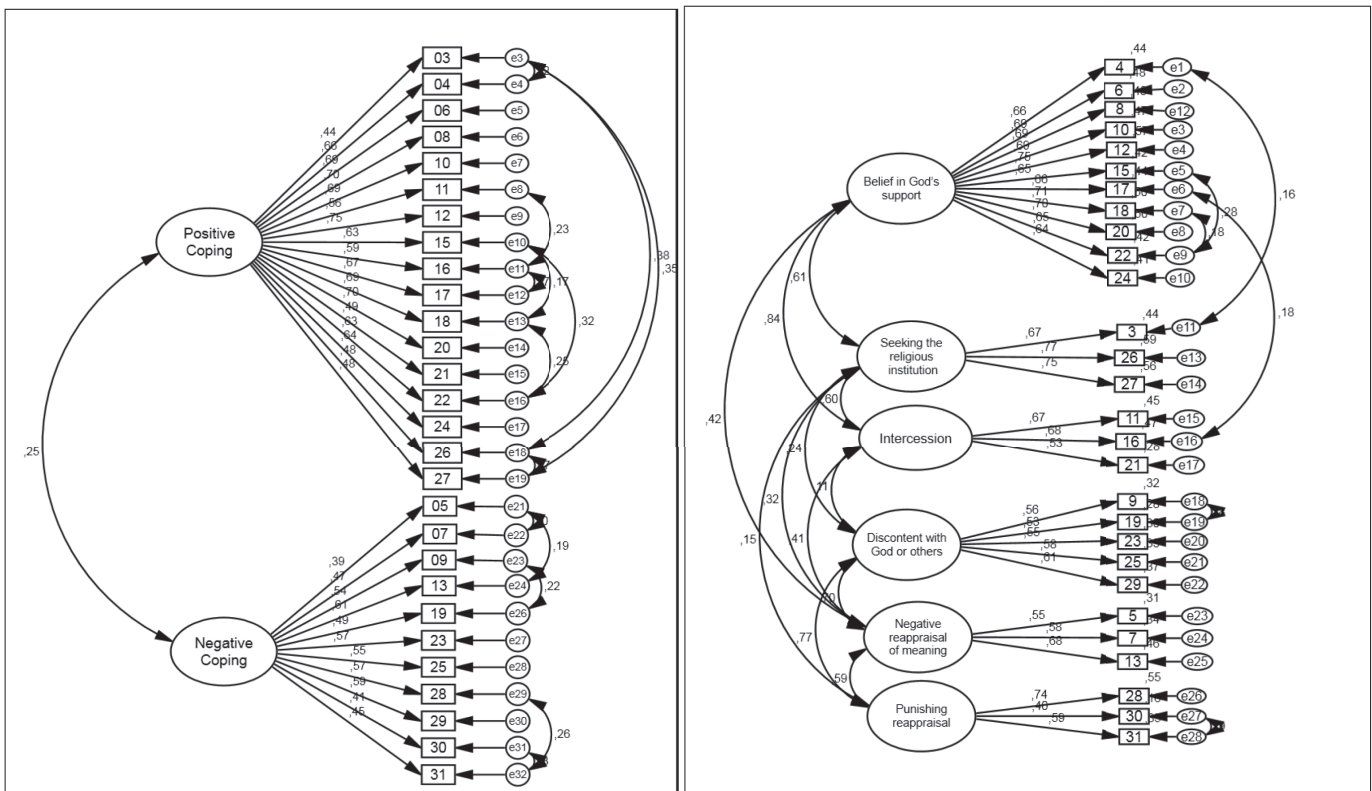 03
e3
04
e4
06
e5
08
e6
10
e7
11
e8
12
e9
15
e10
16
e11
17
e12
18
e13
20
e14
21
e15
22
e16
24
e17
26
e18
27
e19
,44
,66
,69
,70
,69
,56
,75
,63
,59
,67
,69
,70
,49
,63
,64
,48
,48
Positive
Coping
,23
,17
,32
,25
,38
,35
,25
05
e21
07
e22
09
e23
13
e24
19
e26
23
e27
25
e28
28
e29
29
e30
30
e31
31
e32
,39
,47
,54
,61
,49
,57
,55
,57
,59
,41
,45
Negative
Coping
,19
,22
,26
,44
4
e1
6
e2
8
e12
10
e3
12
e4
15
e5
17
e6
18
e7
20
e8
22
e9
24
e10
,66
,69
,69
,69
,75
,65
,66
,71
,70
,65
,64
Belief in God's
support
,16
,28
,18
,18
,61
,84
,42
,44
3
e11
26
e13
27
e14
,67
,77
,75
,69
,56
Seeking the
religious
institution
,60
,45
11
e15
16
e16
21
e17
,67
,68
,53
,28
Intercession
,24
,32
,15
,41
,32
9
e18
19
e19
23
e20
25
e21
29
e22
,56
,53
,55
,58
,61
Discontent with
God or others
,77
,31
5
e23
7
e24
13
e25
,55
,58
,68
,46
Negative
reappraisal
of meaning
,59
,55
28
e26
30
e27
31
e28
,74
,40
,59
Punishing
reappraisal